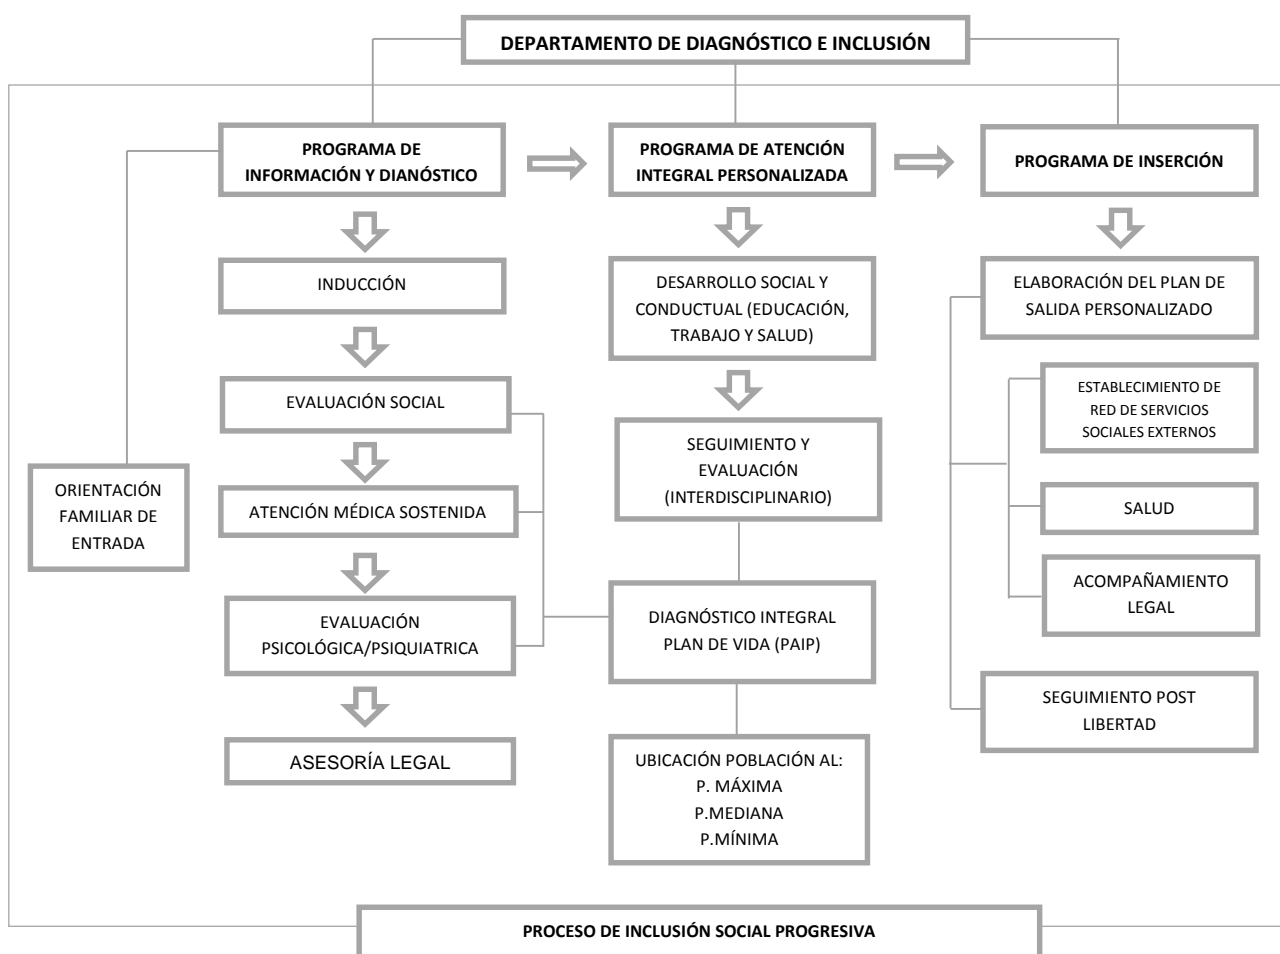 DEPARTAMENTO DE DIAGNÓSTICO E INCLUSIÓN
PROGRAMA DE
INFORMACIÓN Y DIANÓSTICO
PROGRAMA DE ATENCIÓN
INTEGRAL PERSONALIZADA
PROGRAMA DE INSERCIÓN
ORIENTACIÓN
FAMILIAR DE
ENTRADA
INDUCCIÓN
EVALUACIÓN SOCIAL
ATENCIÓN MÉDICA SOSTENIDA
EVALUACIÓN
PSICOLÓGICA/PSIQUIATRICA
ASESORÍA LEGAL
DESARROLLO SOCIAL Y
CONDUCTUAL (EDUCACIÓN,
TRABAJO Y SALUD)
SEGUIMIENTO Y
EVALUACIÓN
(INTERDISCIPLINARIO)
DIAGNÓSTICO INTEGRAL
PLAN DE VIDA (PAIP)
UBICACIÓN POBLACIÓN AL:
P. MÁXIMA
P.MEDIANA
P.MÍNIMA
ELABORACIÓN DEL PLAN DE
SALIDA PERSONALIZADO
ESTABLECIMIENTO DE
RED DE SERVICIOS
SOCIALES EXTERNOS
SALUD
ACOMPAÑAMIENTO
LEGAL
SEGUIMIENTO POST
LIBERTAD
PROCESO DE INCLUSIÓN SOCIAL PROGRESIVA